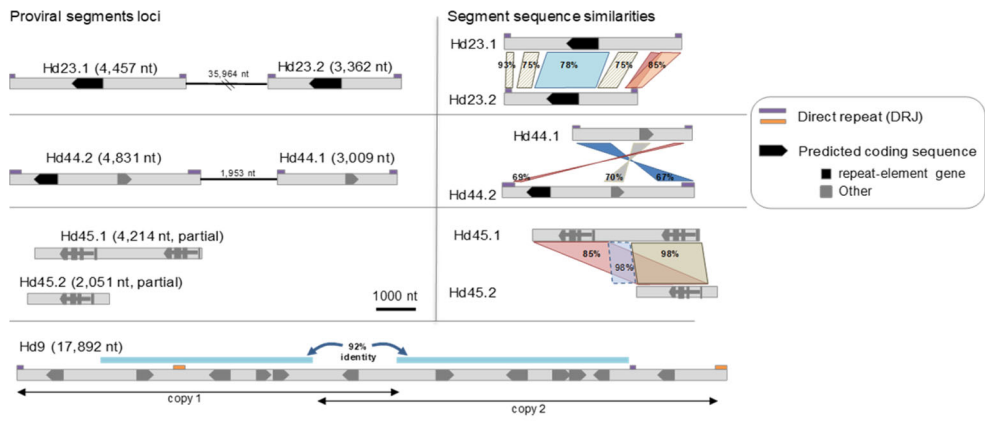 Proviral segments loci
Segment sequence similarities
Hd23.1 (4,457 nt)
35,964 nt
Hd23.2 (3,362 nt)
Hd23.1
93%
75%
78%
75%
85%
Hd23.2
Hd44.2 (4,831 nt)
1,953 nt
Hd44.1 (3,009 nt)
Hd44.1
69%
70%
67%
Hd44.2
Hd45.1 (4,214 nt, partial)
Hd45.2 (2,051 nt, partial)
1000 nt
Hd45.1
85%
98%
98%
Hd45.2
Direct repeat (DRJ)
Predicted coding sequence
repeat-element gene
Other
Hd9 (17,892 nt)
92%
identity
copy 1
copy 2